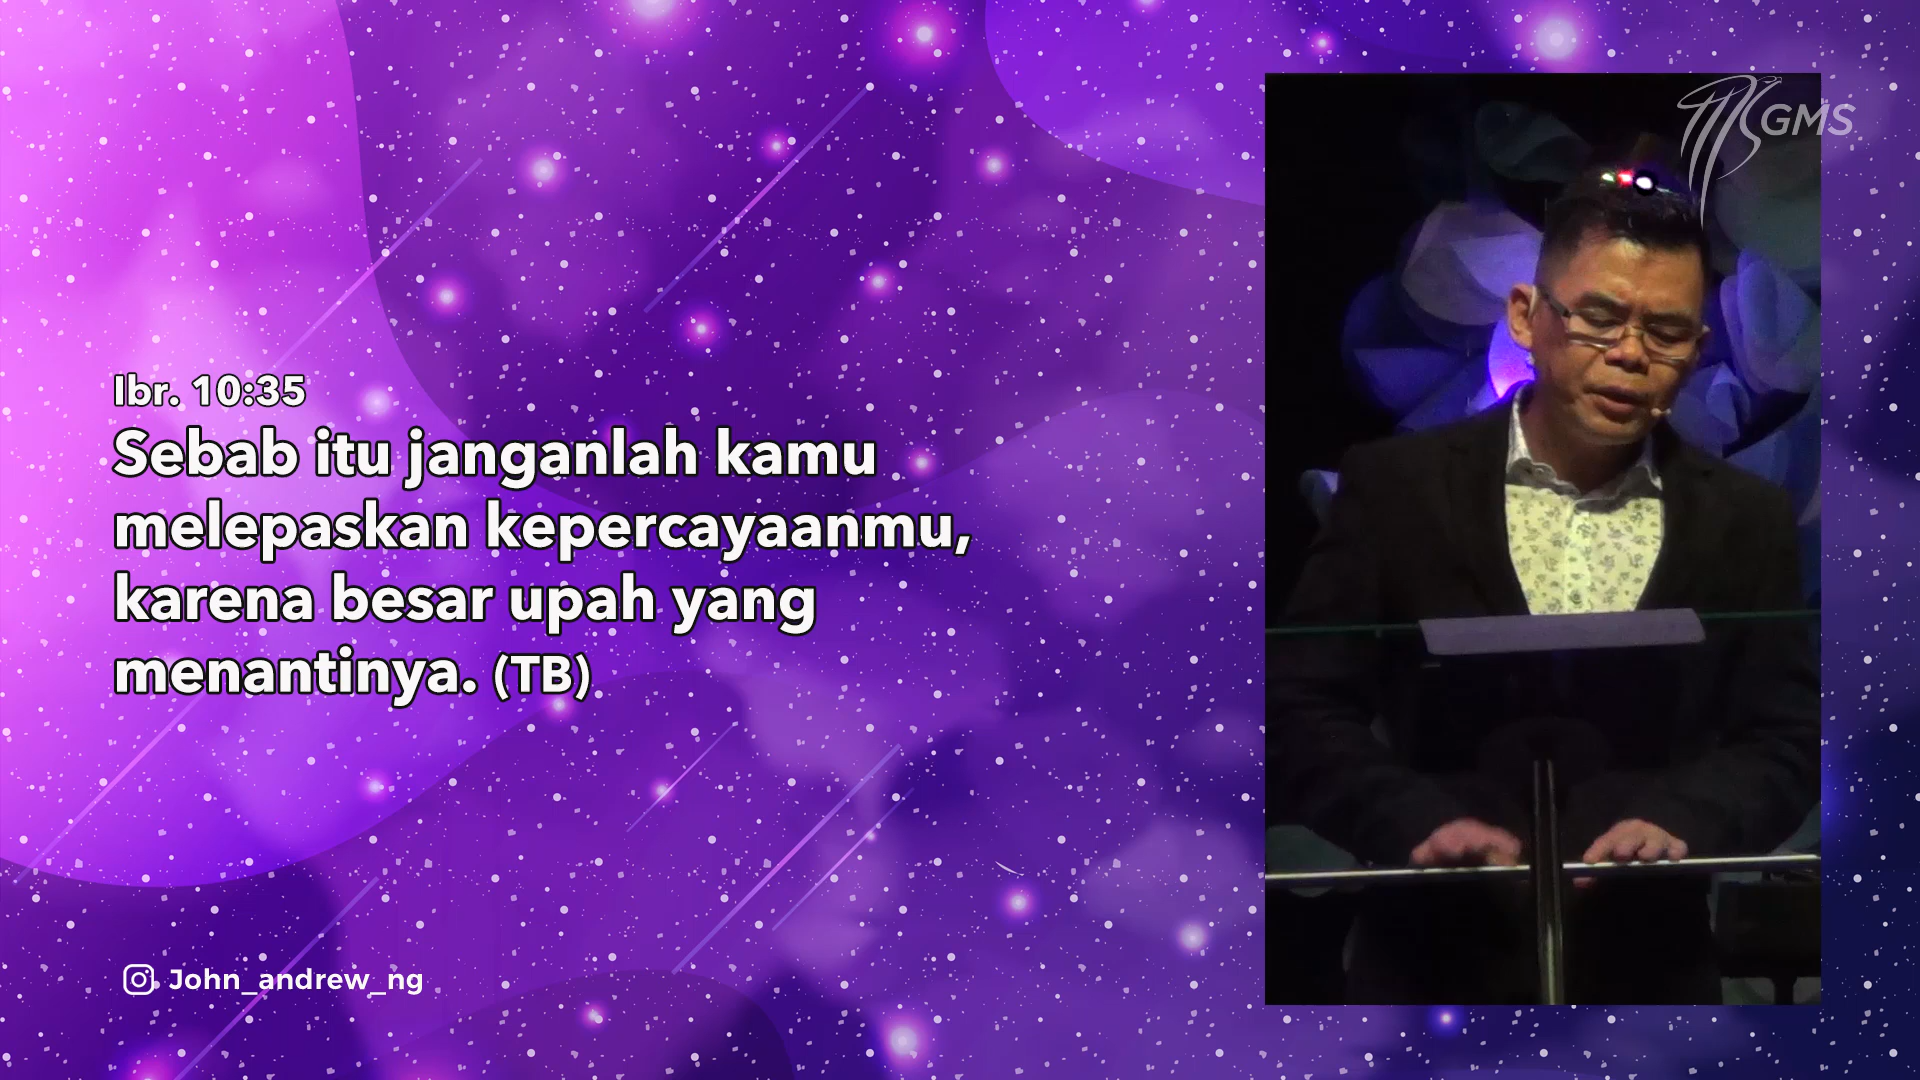 GMS
Ibr. 10:35
Sebab itu janganlah kamu
melepaskan kepercayaanmu,
karena besar upah yang
menantinya. (TB)
John_andrew_ng